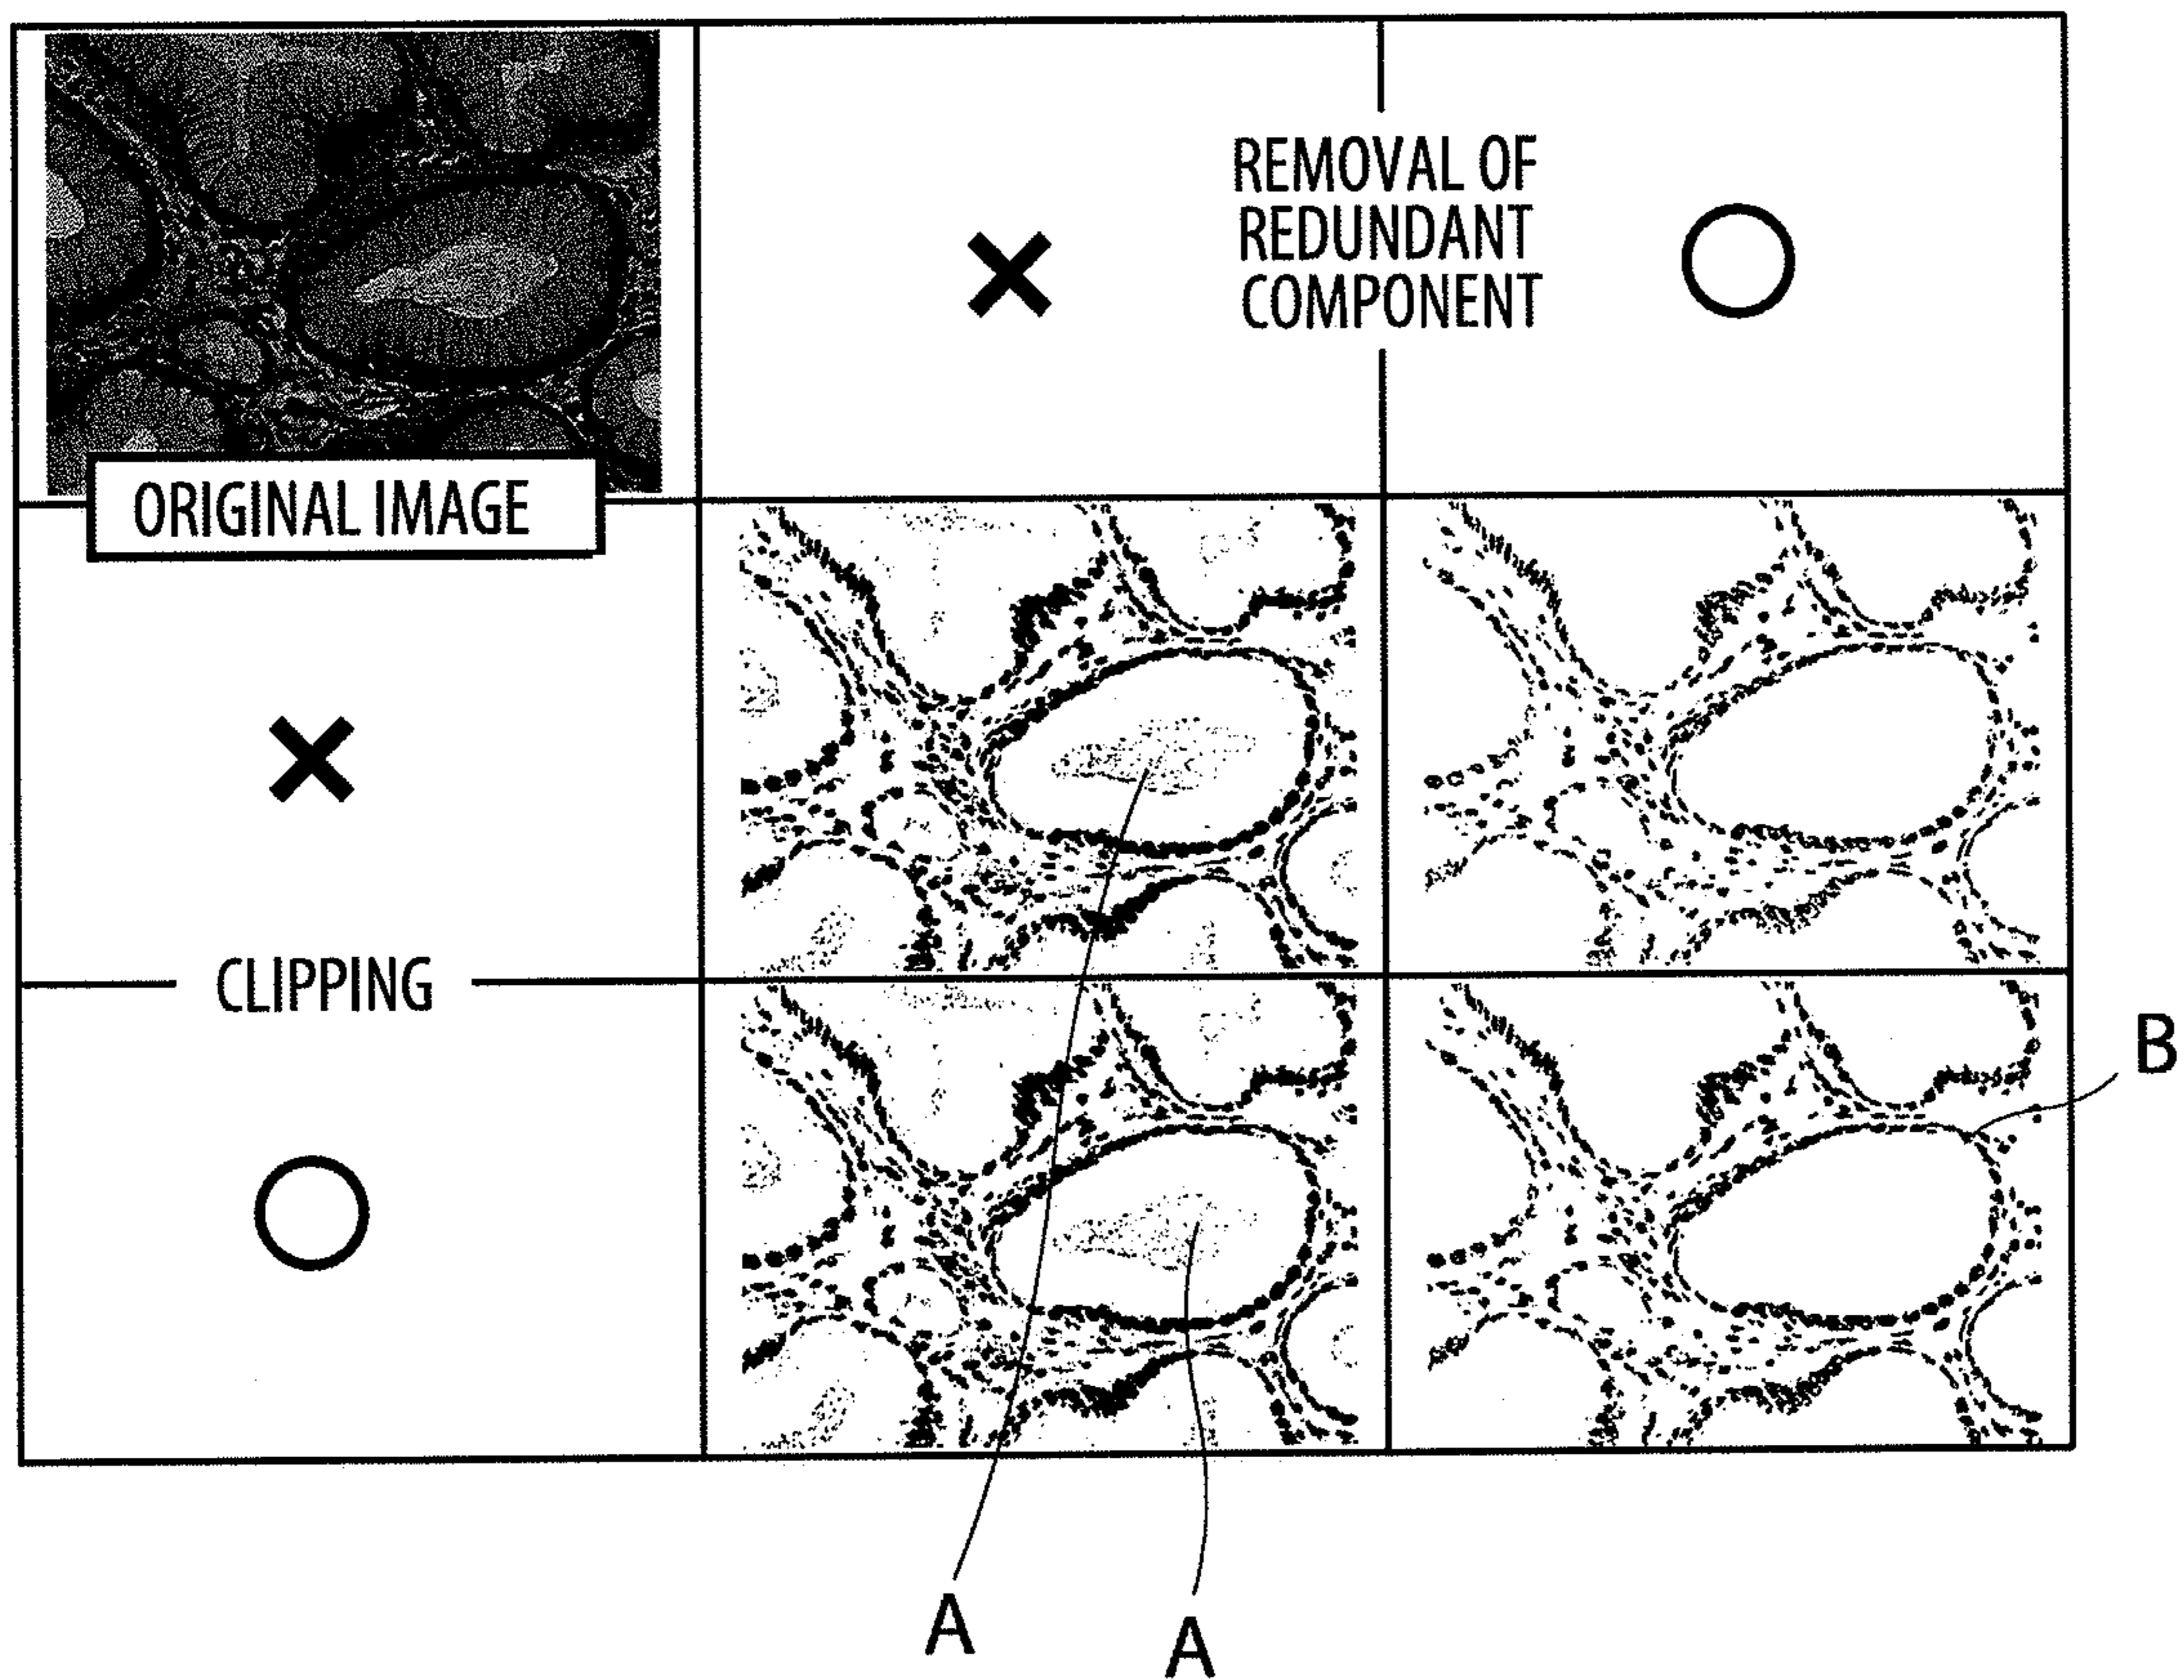 REMOVAL OF
REDUNDANT
COMPONENT
ORIGINAL IMAGE
CLIPPING
B
A
A